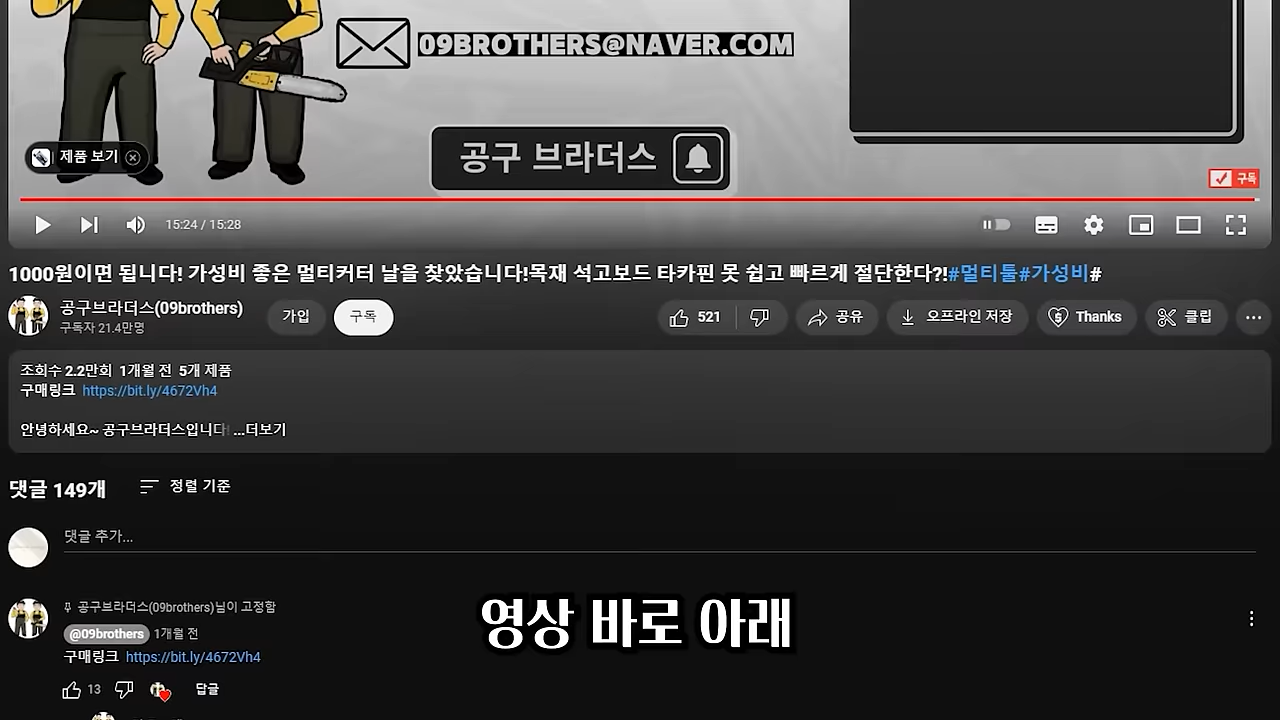 09BROTHERS@NAVER.COM
제품 보기
공구 브라더스
구독
15:24 / 15:28
1000원이면 됩니다! 가성비 좋은 멀티커터 날을 찾았습니다!목재 석고보드 타카핀 못 쉽고 빠르게 절단한다?!#멀티툴#가성비#
공구브라더스(09brothers)
구독자 21.4만명
가입
구독
521
공유
오프라인 저장
Thanks
클립
조회수 2.2만회 1개월 전 5개 제품
구매링크 https://bit.ly/4672Vh4
안녕하세요~ 공구브라더스입니다! ...더보기
댓글 149개
정렬 기준
댓글 추가...
공구브라더스(09brothers)님이 고정함
@09brothers 1개월 전
구매링크 https://bit.ly/4672Vh4
13
답글
영상 바로 아래